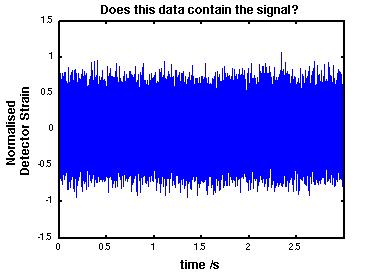 Does this data contain the signal?
1.5
1
0.5
0
-0.5
-1
-1.5
Normalised
Detector Strain
0 0.5 1 1.5 2 2.5
time /s